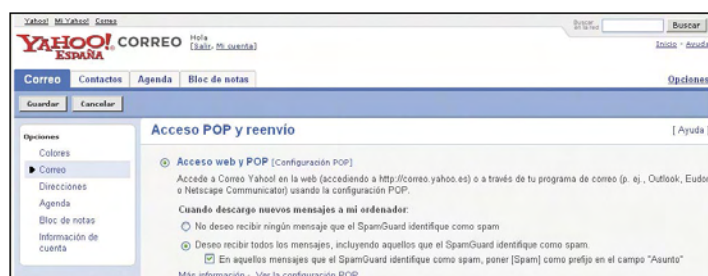 Yahoo! Mi Yahoo! Correo
Buscar en la red Buscar
YAHOO! CORREO
ESPAÑA
Hola
[Salir, Mi cuenta]
Inicio - Ayuda
Correo Contactos Agenda Bloc de notas Opciones
Guardar Cancelar
Opciones
Colores
Correo
Direcciones
Agenda
Bloc de notas
Información de
cuenta
Acceso POP y reenvío [ Ayuda ]
Acceso web y POP [Configuración POP]
Accede a Correo Yahoo! en la web (accediendo a http://correo.yahoo.es) o a través de tu programa de correo (p. ej., Outlook, Eudor
o Netscape Communicator) usando la configuración POP.
Cuando descargo nuevos mensajes a mi ordenador:
No deseo recibir ningún mensaje que el SpamGuard identifique como spam
Deseo recibir todos los mensajes, incluyendo aquellos que el SpamGuard identifique como spam.
En aquellos mensajes que el SpamGuard identifique como spam, poner [Spam] como prefijo en el campo "Asunto"
Más información - Ver la configuración POP